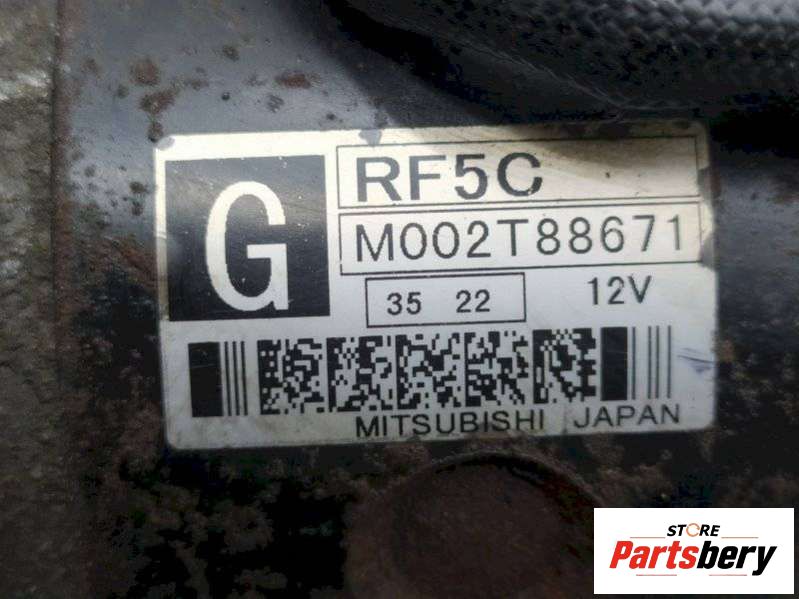 G
RF5C
M002T88671
35 22
12V
MITSUBISHI JAPAN
STORE
Partsbery